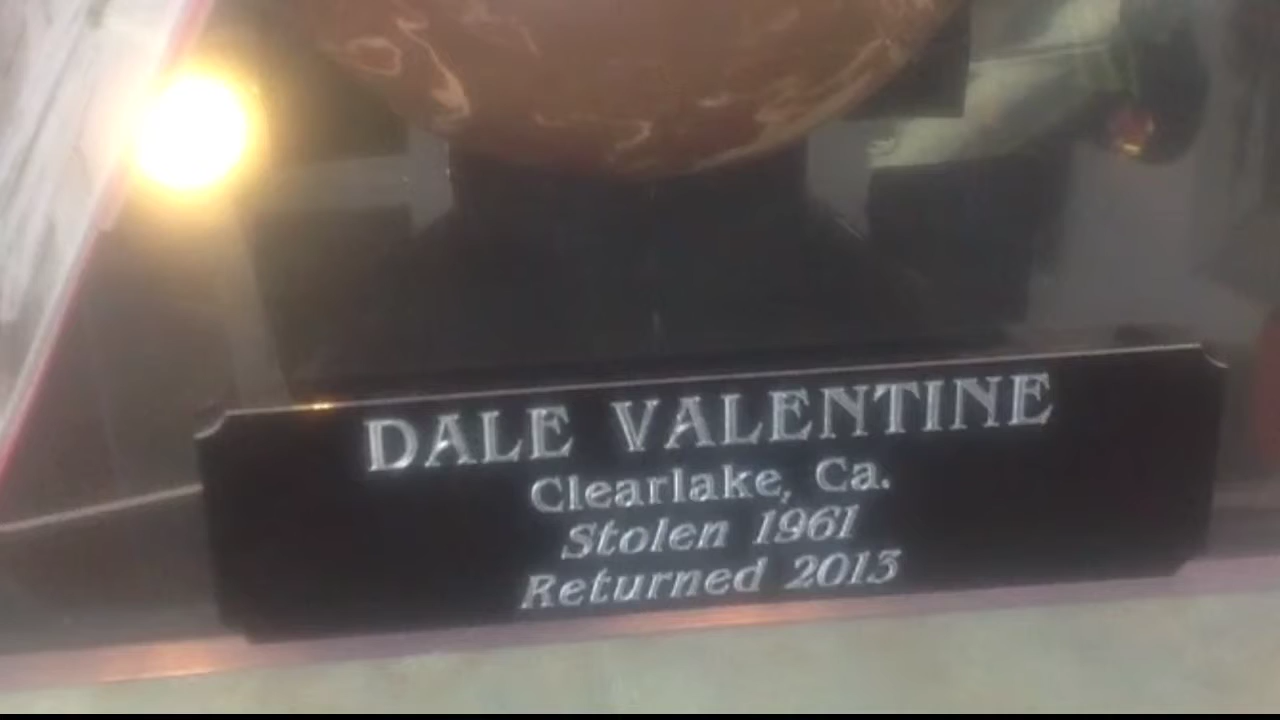 DALE VALENTINE
Clearlake, Ca.
Stolen 1961
Returned 2013